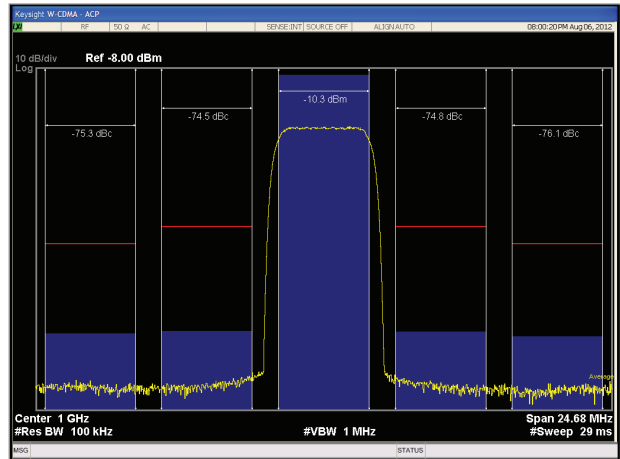 Keysight W-CDMA - ACP
RF 50 Ω AC SENSE:INT SOURCE OFF ALIGN AUTO 08:00:20 PM Aug 06, 2012
10 dB/div Ref -8.00 dBm
Log
-10.3 dBm
-74.5 dBc -74.8 dBc
-75.3 dBc -76.1 dBc
Average
Center 1 GHz Span 24.68 MHz
#Res BW 100 kHz #VBW 1 MHz #Sweep 29 ms
MSG STATUS